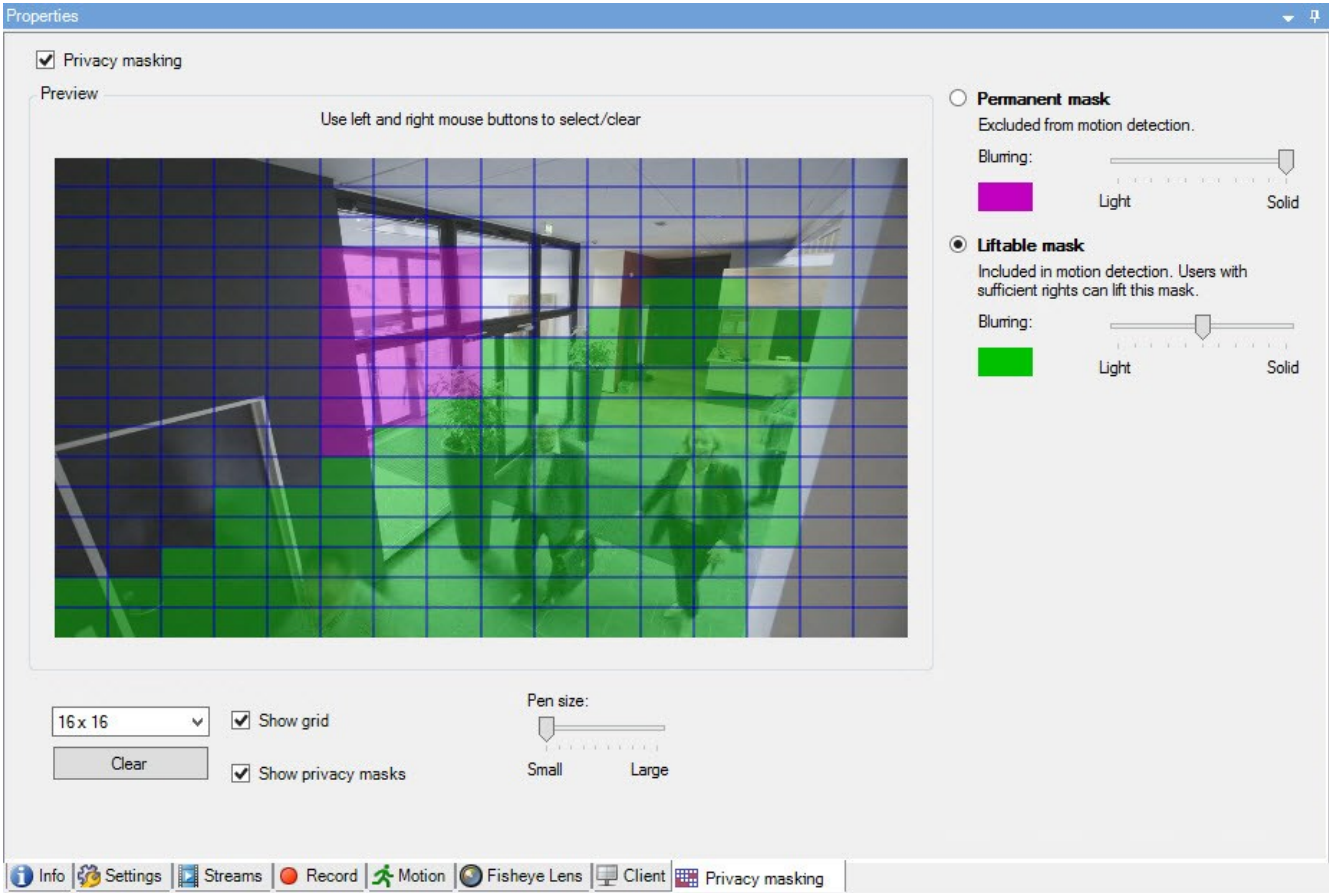 Properties
Privacy masking
Preview
Use left and right mouse buttons to select/clear
Permanent mask
Excluded from motion detection.
Blurring:
Light Solid
Liftable mask
Included in motion detection. Users with
sufficient rights can lift this mask.
Blurring:
Light Solid
16 x 16
Show grid
Clear
Show privacy masks
Pen size:
Small Large
Info Settings Streams Record Motion Fisheye Lens Client Privacy masking